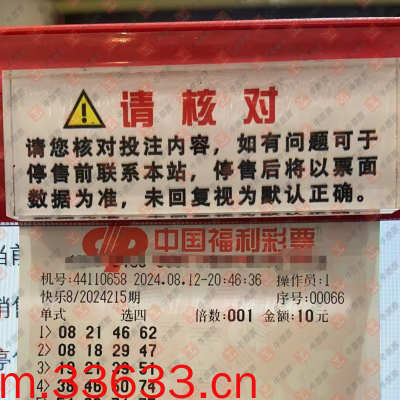 请核对
请您核对投注内容，如有问题可于
停售前联系本站，停售后将以票面
数据为准，未回复视为默认正确。
中国福利彩票
机号:44110658 2024.08.12-20:46:36 操作员:1
快乐8/2024215期 序号:00066
单式 选四 倍数:001 金额:10元
1> 08 21 46 62
2> 08 18 29 47
3> 51
m.33633.cn